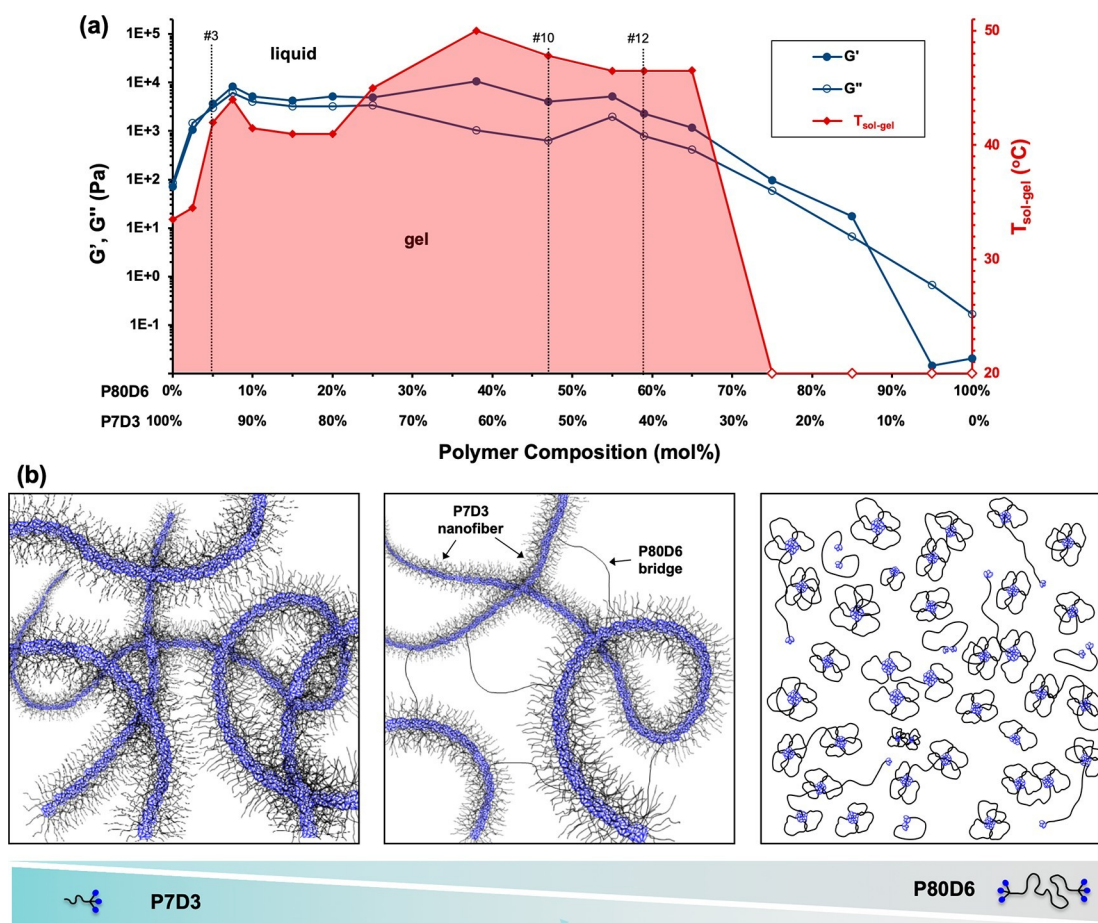 (a)
1E+5
1E+4
1E+3
1E+2
1E+1
1E+0
1E-1
G', G" (Pa)
#3
liquid
#10
#12
gel
G'
G"
Tsol-gel
50
40
30
20
Tsol-gel (oC)
P80D6 0% 10% 20% 30% 40% 50% 60% 70% 80% 90% 100%
P7D3 100% 90% 80% 70% 60% 50% 40% 30% 20% 10% 0%
Polymer Composition (mol%)
(b)
P7D3
nanofiber
P80D6
bridge
P7D3
P80D6